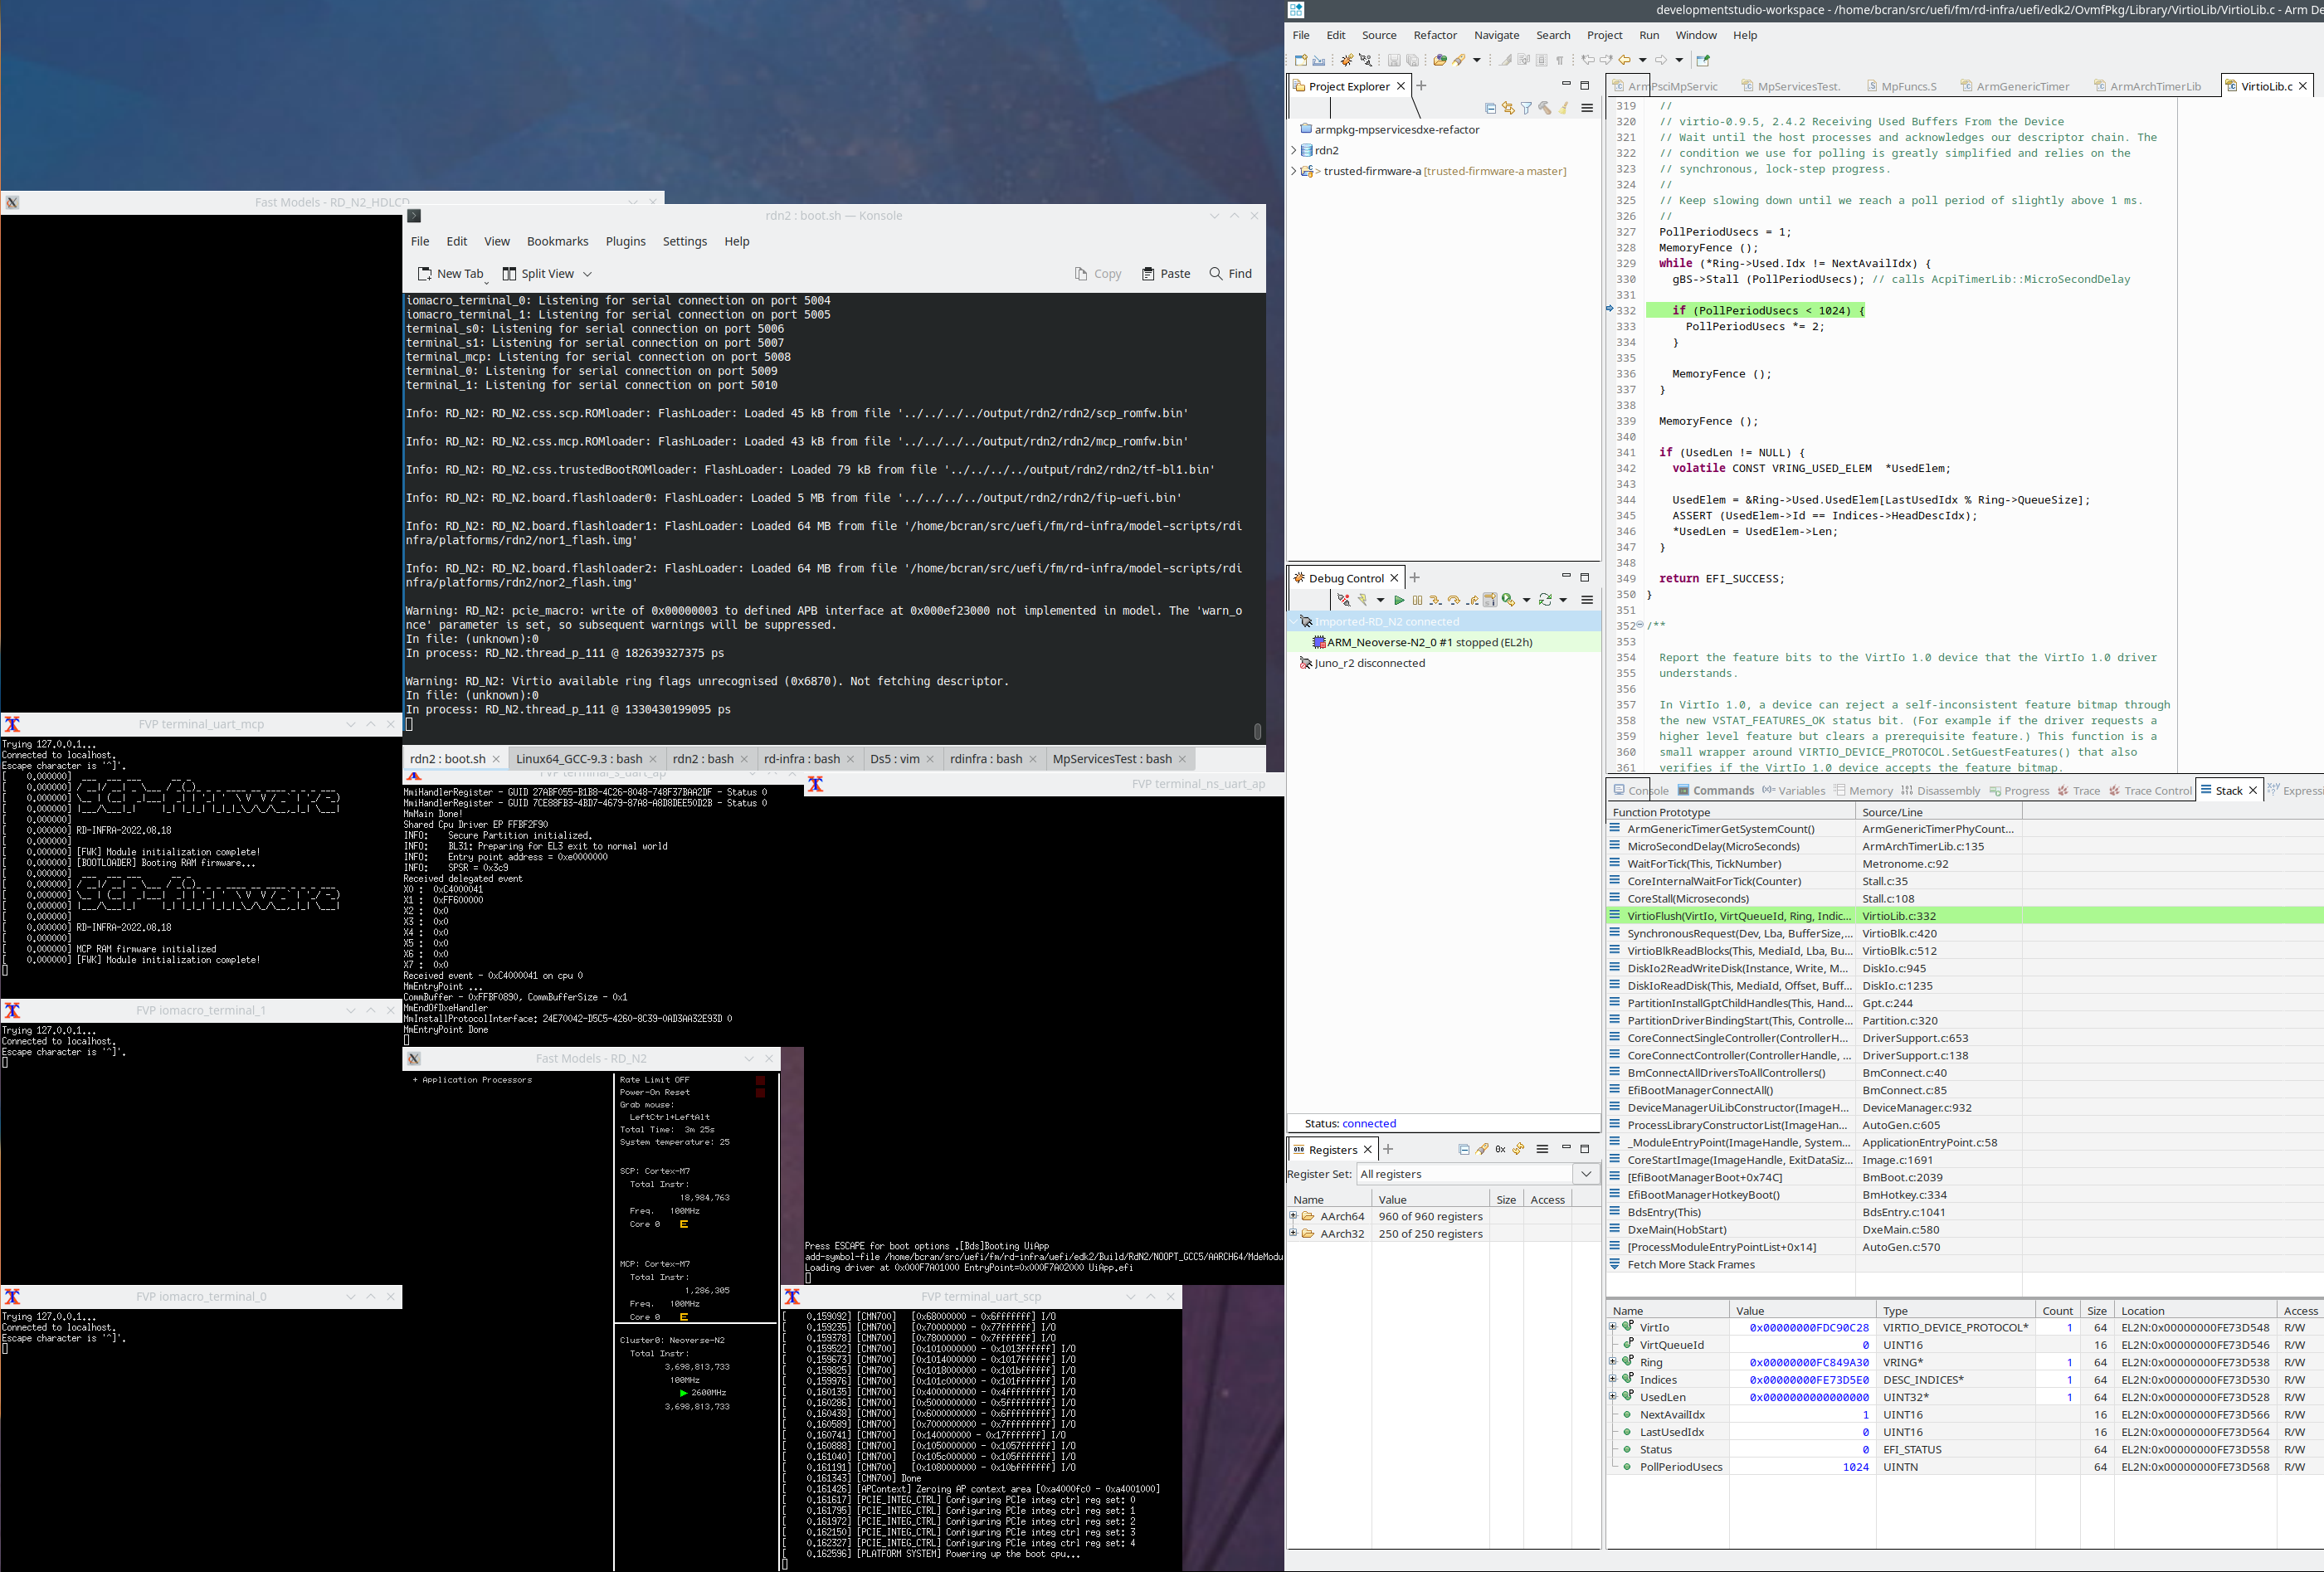 Fast Models - RD_N2_HDLCD
rdn2 : boot.sh — Konsole
File Edit View Bookmarks Plugins Settings Help
New Tab Split View Copy Paste Find
iomacro_terminal_0: Listening for serial connection on port 5004
iomacro_terminal_1: Listening for serial connection on port 5005
terminal_s0: Listening for serial connection on port 5006
terminal_s1: Listening for serial connection on port 5007
terminal_mcp: Listening for serial connection on port 5008
terminal_0: Listening for serial connection on port 5009
terminal_1: Listening for serial connection on port 5010
Info: RD_N2: RD_N2.css.scp.ROMloader: FlashLoader: Loaded 45 kB from file '../../../../output/rdn2/rdn2/scp_romfw.bin'
Info: RD_N2: RD_N2.css.mcp.ROMloader: FlashLoader: Loaded 43 kB from file '../../../../output/rdn2/rdn2/mcp_romfw.bin'
Info: RD_N2: RD_N2.css.trustedBootROMloader: FlashLoader: Loaded 79 kB from file '../../../../output/rdn2/rdn2/tf-bl1.bin'
Info: RD_N2: RD_N2.board.flashloader0: FlashLoader: Loaded 5 MB from file '../../../../output/rdn2/rdn2/fip-uefi.bin'
Info: RD_N2: RD_N2.board.flashloader1: FlashLoader: Loaded 64 MB from file '/home/bcran/src/uefi/fm/rd-infra/model-scripts/rdi
nfra/platforms/rdn2/nor1_flash.img'
Info: RD_N2: RD_N2.board.flashloader2: FlashLoader: Loaded 64 MB from file '/home/bcran/src/uefi/fm/rd-infra/model-scripts/rdi
nfra/platforms/rdn2/nor2_flash.img'
Warning: RD_N2: pcie_macro: write of 0x00000003 to defined APB interface at 0x000ef23000 not implemented in model. The 'warn_o
nce' parameter is set, so subsequent warnings will be suppressed.
In file: (unknown):0
In process: RD_N2.thread_p_111 @ 182639327375 ps
Warning: RD_N2: Virtio available ring flags unrecognised (0x6870). Not fetching descriptor.
In file: (unknown):0
In process: RD_N2.thread_p_111 @ 1330430199095 ps
rdn2 : boot.sh Linux64_GCC-9.3 : bash rdn2 : bash rd-infra : bash Ds5 : vim rdinfra : bash MpServicesTest : bash
FVP terminal_uart_mcp
Trying 127.0.0.1...
Connected to localhost.
Escape character is '^]'.
[ 0.000000]
[ 0.000000]
[ 0.000000]
[ 0.000000]
[ 0.000000]
[ 0.000000] RD-INFRA-2022.08.18
[ 0.000000]
[ 0.000000] [FWK] Module initialization complete!
[ 0.000000] [BOOTLOADER] Booting RAM firmware...
[ 0.000000]
[ 0.000000]
[ 0.000000]
[ 0.000000]
[ 0.000000]
[ 0.000000] RD-INFRA-2022.08.18
[ 0.000000]
[ 0.000000] MCP RAM firmware initialized
[ 0.000000] [FWK] Module initialization complete!
FVP iomacro_terminal_1
Trying 127.0.0.1...
Connected to localhost.
Escape character is '^]'.
FVP iomacro_terminal_0
Trying 127.0.0.1...
Connected to localhost.
Escape character is '^]'.
FVP terminal_s_uart_ap
MmiHandlerRegister - GUID 27ABF055-B1B8-4C26-8048-748F37BAA2DF - Status 0
MmiHandlerRegister - GUID 7CE88FB3-4BD7-4679-87A8-A8D8DEE50D2B - Status 0
MmMain Done!
Shared Cpu Driver EP FFBF2F90
INFO: Secure Partition initialized.
INFO: BL31: Preparing for EL3 exit to normal world
INFO: Entry point address = 0xe0000000
INFO: SPSR = 0x3c9
Received delegated event
X0 : 0xC4000041
X1 : 0xFF600000
X2 : 0x0
X3 : 0x0
X4 : 0x0
X5 : 0x0
X6 : 0x0
X7 : 0x0
Received event - 0xC4000041 on cpu 0
MmEntryPoint ...
CommBuffer - 0xFFBF0890, CommBufferSize - 0x1
MmEndOfDxeHandler
MmInstallProtocolInterface: 24E70042-D5C5-4260-8C39-0AD3AA32E93D 0
MmEntryPoint Done
Fast Models - RD_N2
+ Application Processors
Rate Limit OFF
Power-On Reset
Grab mouse:
LeftCtrl+LeftAlt
Total Time: 3m 25s
System temperature: 25
SCP: Cortex-M7
Total Instr:
18,984,763
Freq. 100MHz
Core 0 E
MCP: Cortex-M7
Total Instr:
1,286,305
Freq. 100MHz
Core 0 E
Cluster0: Neoverse-N2
Total Instr:
3,698,813,733
100MHz
2600MHz
3,698,813,733
FVP terminal_ns_uart_ap
Press ESCAPE for boot options .[Bds]Booting UiApp
add-symbol-file /home/bcran/src/uefi/fm/rd-infra/uefi/edk2/Build/RdN2/NOOPT_GCC5/AARCH64/MdeModu
Loading driver at 0x000F7A01000 EntryPoint=0x000F7A02000 UiApp.efi
FVP terminal_uart_scp
[ 0.159092] [CMN700] [0x68000000 - 0x6fffffff] I/O
[ 0.159235] [CMN700] [0x70000000 - 0x77ffffff] I/O
[ 0.159378] [CMN700] [0x78000000 - 0x7fffffff] I/O
[ 0.159522] [CMN700] [0x1010000000 - 0x1013ffffff] I/O
[ 0.159673] [CMN700] [0x1014000000 - 0x1017ffffff] I/O
[ 0.159825] [CMN700] [0x1018000000 - 0x101bffffff] I/O
[ 0.159976] [CMN700] [0x101c000000 - 0x101fffffff] I/O
[ 0.160135] [CMN700] [0x4000000000 - 0x4fffffffff] I/O
[ 0.160286] [CMN700] [0x5000000000 - 0x5fffffffff] I/O
[ 0.160438] [CMN700] [0x6000000000 - 0x6fffffffff] I/O
[ 0.160589] [CMN700] [0x7000000000 - 0x7fffffffff] I/O
[ 0.160741] [CMN700] [0x140000000 - 0x17fffffff] I/O
[ 0.160888] [CMN700] [0x1050000000 - 0x1057ffffff] I/O
[ 0.161040] [CMN700] [0x105c000000 - 0x105fffffff] I/O
[ 0.161191] [CMN700] [0x1080000000 - 0x10bfffffff] I/O
[ 0.161343] [CMN700] Done
[ 0.161426] [APContext] Zeroing AP context area [0xa4000fc0 - 0xa4001000]
[ 0.161617] [PCIE_INTEG_CTRL] Configuring PCIe integ ctrl reg set: 0
[ 0.161795] [PCIE_INTEG_CTRL] Configuring PCIe integ ctrl reg set: 1
[ 0.161972] [PCIE_INTEG_CTRL] Configuring PCIe integ ctrl reg set: 2
[ 0.162150] [PCIE_INTEG_CTRL] Configuring PCIe integ ctrl reg set: 3
[ 0.162327] [PCIE_INTEG_CTRL] Configuring PCIe integ ctrl reg set: 4
[ 0.162596] [PLATFORM SYSTEM] Powering up the boot cpu...
developmentstudio-workspace - /home/bcran/src/uefi/fm/rd-infra/uefi/edk2/OvmfPkg/Library/VirtioLib/VirtioLib.c - Arm De
File Edit Source Refactor Navigate Search Project Run Window Help
Project Explorer
armpkg-mpservicesdxe-refactor
rdn2
> trusted-firmware-a [trusted-firmware-a master]
ArmPsciMpServic MpServicesTest. MpFuncs.S ArmGenericTimer ArmArchTimerLib VirtioLib.c
319 //
320 // virtio-0.9.5, 2.4.2 Receiving Used Buffers From the Device
321 // Wait until the host processes and acknowledges our descriptor chain. The
322 // condition we use for polling is greatly simplified and relies on the
323 // synchronous, lock-step progress.
324 //
325 // Keep slowing down until we reach a poll period of slightly above 1 ms.
326 //
327 PollPeriodUsecs = 1;
328 MemoryFence ();
329 while (*Ring->Used.Idx != NextAvailIdx) {
330 gBS->Stall (PollPeriodUsecs); // calls AcpiTimerLib::MicroSecondDelay
331
332 if (PollPeriodUsecs < 1024) {
333 PollPeriodUsecs *= 2;
334 }
335
336 MemoryFence ();
337 }
338
339 MemoryFence ();
340
341 if (UsedLen != NULL) {
342 volatile CONST VRING_USED_ELEM *UsedElem;
343
344 UsedElem = &Ring->Used.UsedElem[LastUsedIdx % Ring->QueueSize];
345 ASSERT (UsedElem->Id == Indices->HeadDescIdx);
346 *UsedLen = UsedElem->Len;
347 }
348
349 return EFI_SUCCESS;
350 }
351
352 /**
353
354 Report the feature bits to the VirtIo 1.0 device that the VirtIo 1.0 driver
355 understands.
356
357 In VirtIo 1.0, a device can reject a self-inconsistent feature bitmap through
358 the new VSTAT_FEATURES_OK status bit. (For example if the driver requests a
359 higher level feature but clears a prerequisite feature.) This function is a
360 small wrapper around VIRTIO_DEVICE_PROTOCOL.SetGuestFeatures() that also
361 verifies if the VirtIo 1.0 device accepts the feature bitmap.
Debug Control
Imported-RD_N2 connected
ARM_Neoverse-N2_0 #1 stopped (EL2h)
Juno_r2 disconnected
Status: connected
Registers
Register Set: All registers
Name Value Size Access
AArch64 960 of 960 registers
AArch32 250 of 250 registers
Console Commands Variables Memory Disassembly Progress Trace Trace Control Stack Expressi
Function Prototype Source/Line
ArmGenericTimerGetSystemCount() ArmGenericTimerPhyCount...
MicroSecondDelay(MicroSeconds) ArmArchTimerLib.c:135
WaitForTick(This, TickNumber) Metronome.c:92
CoreInternalWaitForTick(Counter) Stall.c:35
CoreStall(Microseconds) Stall.c:108
VirtioFlush(VirtIo, VirtQueueId, Ring, Indic... VirtioLib.c:332
SynchronousRequest(Dev, Lba, BufferSize,... VirtioBlk.c:420
VirtioBlkReadBlocks(This, MediaId, Lba, Bu... VirtioBlk.c:512
DiskIo2ReadWriteDisk(Instance, Write, M... DiskIo.c:945
DiskIoReadDisk(This, MediaId, Offset, Buff... DiskIo.c:1235
PartitionInstallGptChildHandles(This, Hand... Gpt.c:244
PartitionDriverBindingStart(This, Controlle... Partition.c:320
CoreConnectSingleController(ControllerH... DriverSupport.c:653
CoreConnectController(ControllerHandle, ... DriverSupport.c:138
BmConnectAllDriversToAllControllers() BmConnect.c:40
EfiBootManagerConnectAll() BmConnect.c:85
DeviceManagerUiLibConstructor(ImageH... DeviceManager.c:932
ProcessLibraryConstructorList(ImageHan... AutoGen.c:605
_ModuleEntryPoint(ImageHandle, System... ApplicationEntryPoint.c:58
CoreStartImage(ImageHandle, ExitDataSiz... Image.c:1691
[EfiBootManagerBoot+0x74C] BmBoot.c:2039
EfiBootManagerHotkeyBoot() BmHotkey.c:334
BdsEntry(This) BdsEntry.c:1041
DxeMain(HobStart) DxeMain.c:580
[ProcessModuleEntryPointList+0x14] AutoGen.c:570
Fetch More Stack Frames
Name Value Type Count Size Location Access
VirtIo 0x00000000FDC90C28 VIRTIO_DEVICE_PROTOCOL* 1 64 EL2N:0x00000000FE73D548 R/W
VirtQueueId 0 UINT16 16 EL2N:0x00000000FE73D546 R/W
Ring 0x00000000FC849A30 VRING* 1 64 EL2N:0x00000000FE73D538 R/W
Indices 0x00000000FE73D5E0 DESC_INDICES* 1 64 EL2N:0x00000000FE73D530 R/W
UsedLen 0x0000000000000000 UINT32* 1 64 EL2N:0x00000000FE73D528 R/W
NextAvailIdx 1 UINT16 16 EL2N:0x00000000FE73D566 R/W
LastUsedIdx 0 UINT16 16 EL2N:0x00000000FE73D564 R/W
Status 0 EFI_STATUS 64 EL2N:0x00000000FE73D558 R/W
PollPeriodUsecs 1024 UINTN 64 EL2N:0x00000000FE73D568 R/W